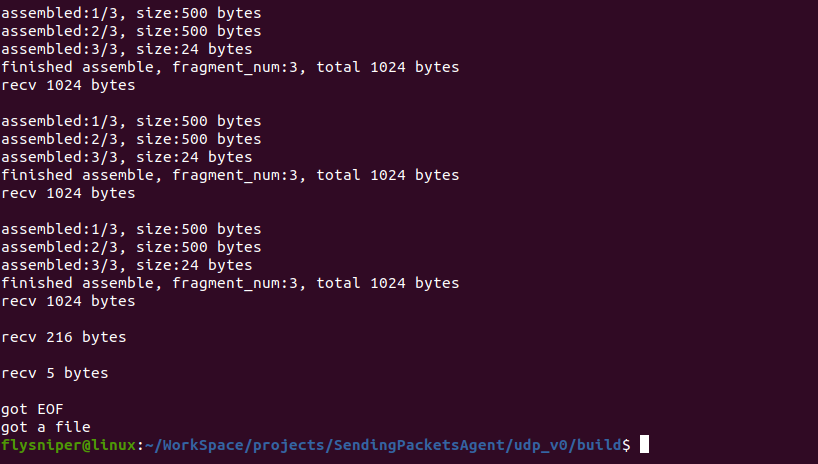 assembled:1/3, size:500 bytes
assembled:2/3, size:500 bytes
assembled:3/3, size:24 bytes
finished assemble, fragment_num:3, total 1024 bytes
recv 1024 bytes
assembled:1/3, size:500 bytes
assembled:2/3, size:500 bytes
assembled:3/3, size:24 bytes
finished assemble, fragment_num:3, total 1024 bytes
recv 1024 bytes
assembled:1/3, size:500 bytes
assembled:2/3, size:500 bytes
assembled:3/3, size:24 bytes
finished assemble, fragment_num:3, total 1024 bytes
recv 1024 bytes
recv 216 bytes
recv 5 bytes
got EOF
got a file
flysniper@linux:~/WorkSpace/projects/SendingPacketsAgent/udp_v0/build$